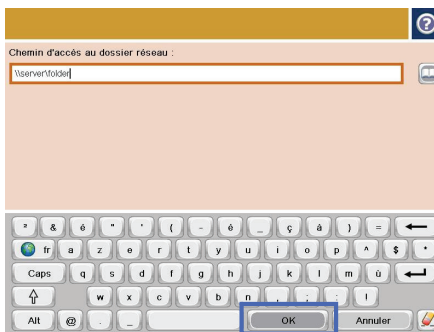 ?
Chemin d'accès au dossier réseau :
\\server\folder
² & é " ' ( - è _ ç à ) =
fr a z e r t y u i o p ^ $ *
Caps q s d f g h j k l m ù
w x c v b n , ; : !
Alt @ . _ OK Annuler